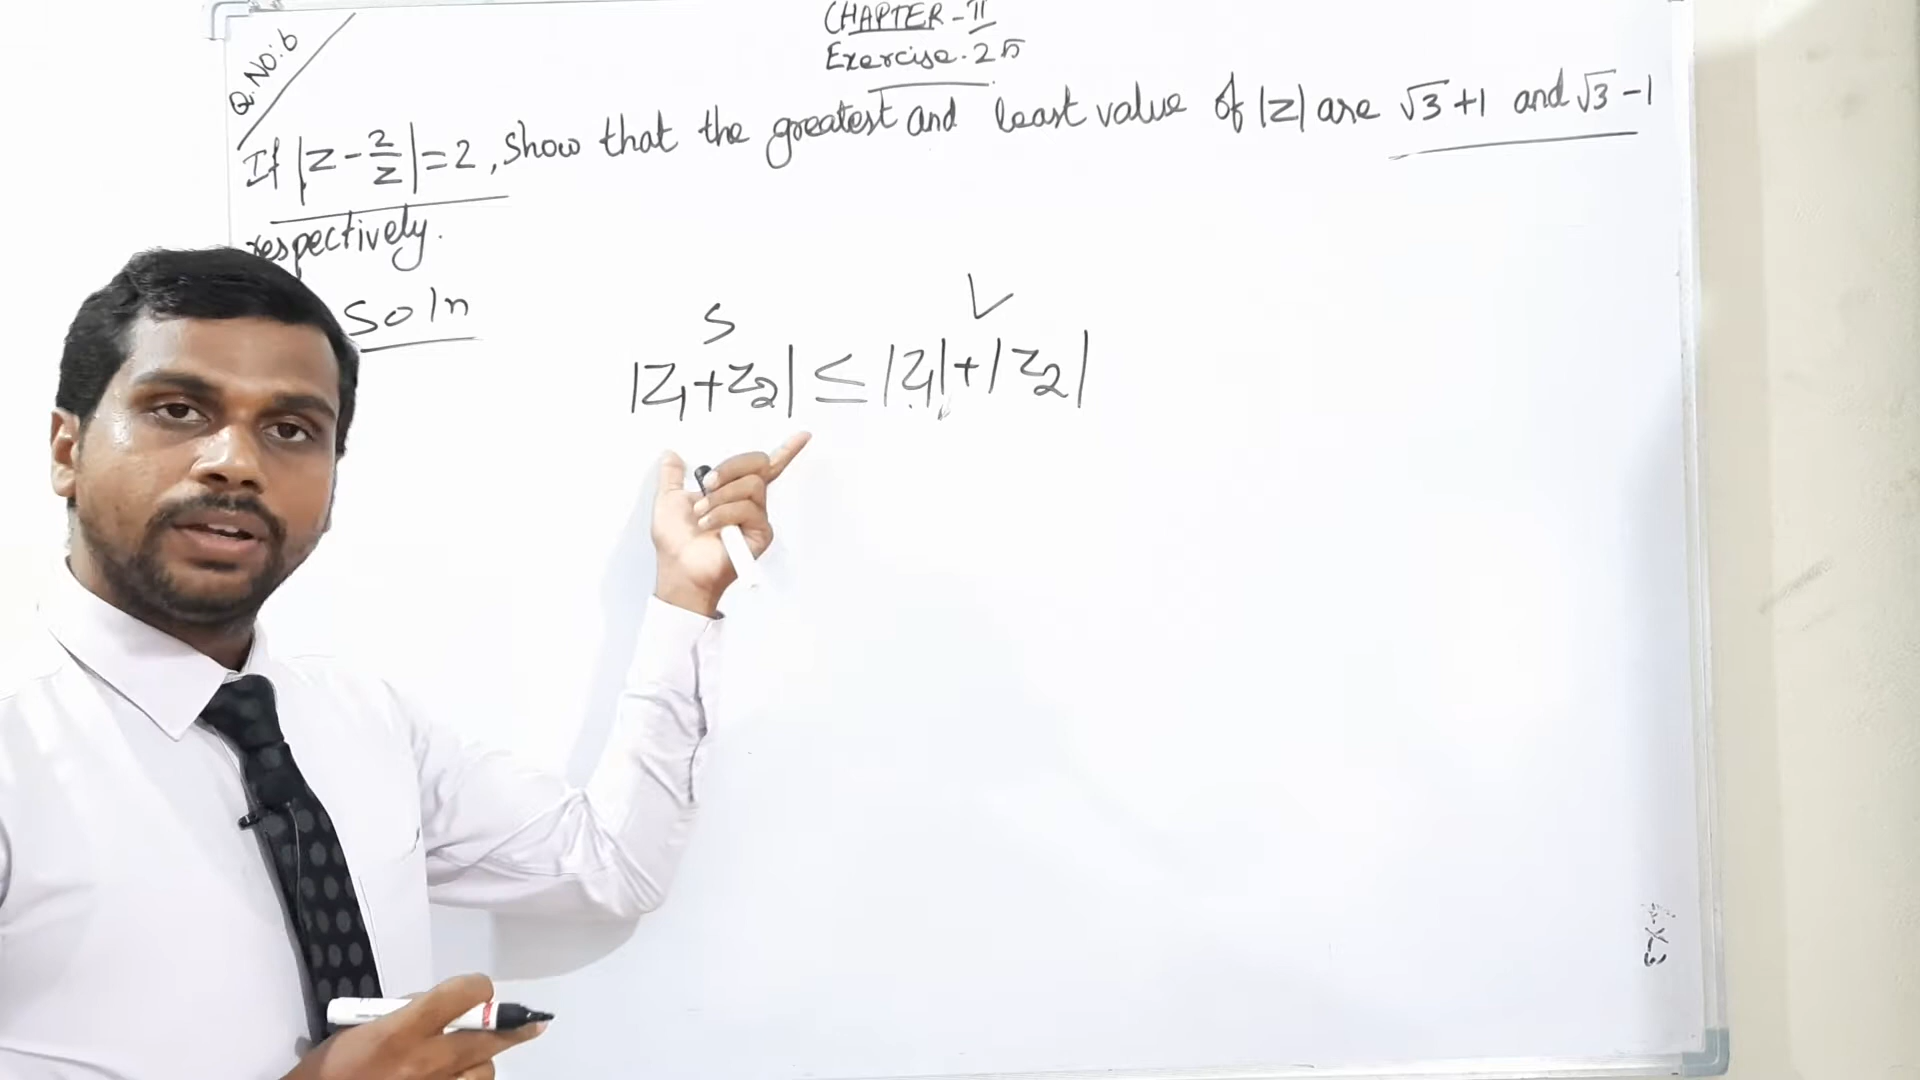 CHAPTER-II
Exercise.2.5
Q.No:6
If |z-2/z|=2, Show that the greatest and least value of |z| are √3+1 and √3-1
respectively.
Soln
S L
|z₁+z₂| ≤ |z₁|+|z₂|